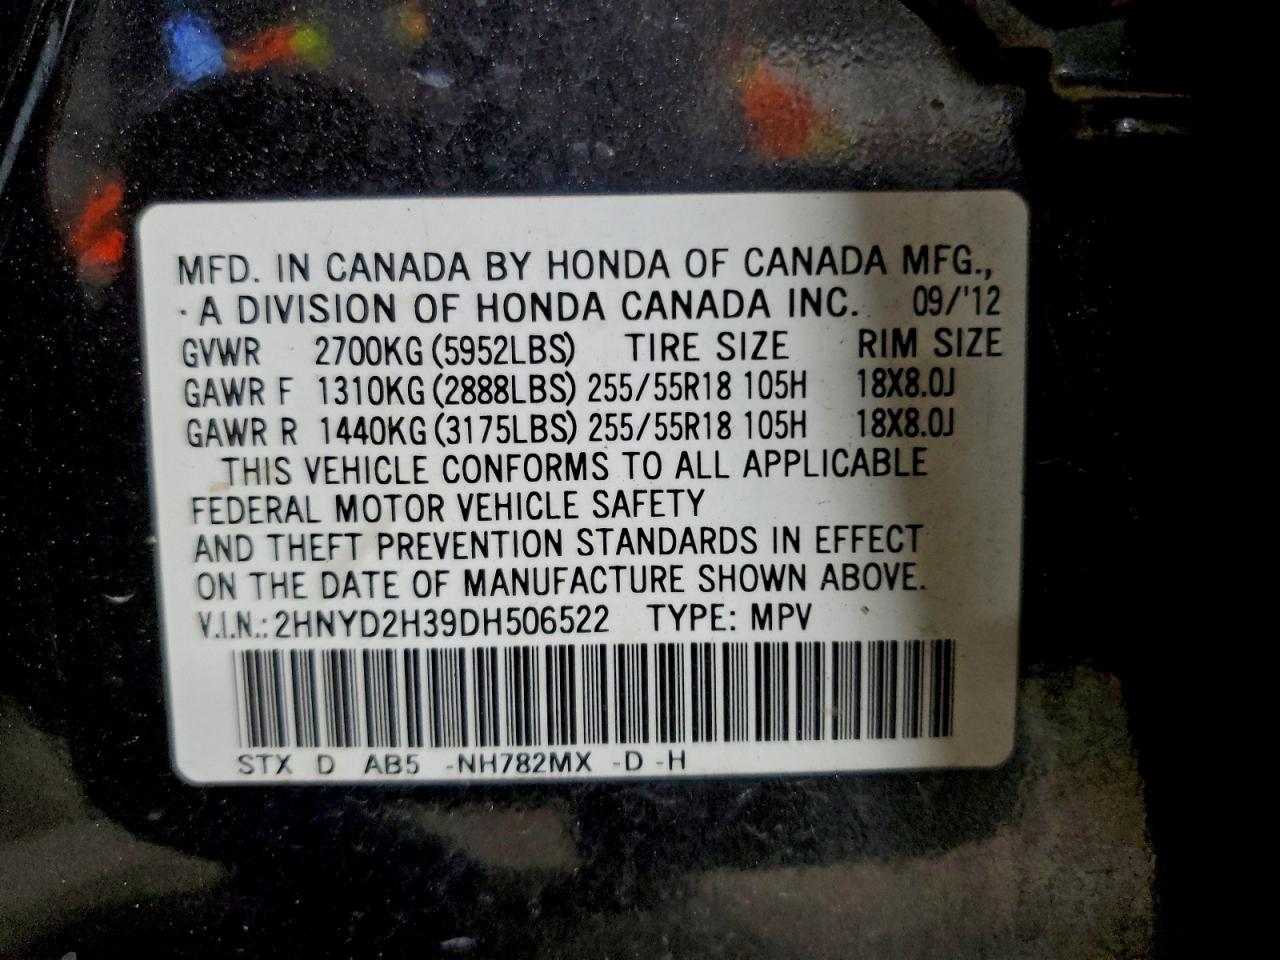 MFD. IN CANADA BY HONDA OF CANADA MFG.,
A DIVISION OF HONDA CANADA INC. 09/'12
GVWR 2700KG (5952LBS) TIRE SIZE RIM SIZE
GAWR F 1310KG (2888LBS) 255/55R18 105H 18X8.0J
GAWR R 1440KG (3175LBS) 255/55R18 105H 18X8.0J
THIS VEHICLE CONFORMS TO ALL APPLICABLE
FEDERAL MOTOR VEHICLE SAFETY
AND THEFT PREVENTION STANDARDS IN EFFECT
ON THE DATE OF MANUFACTURE SHOWN ABOVE.
V.I.N.: 2HNYD2H39DH506522 TYPE: MPV
STX D AB5 -NH782MX -D -H